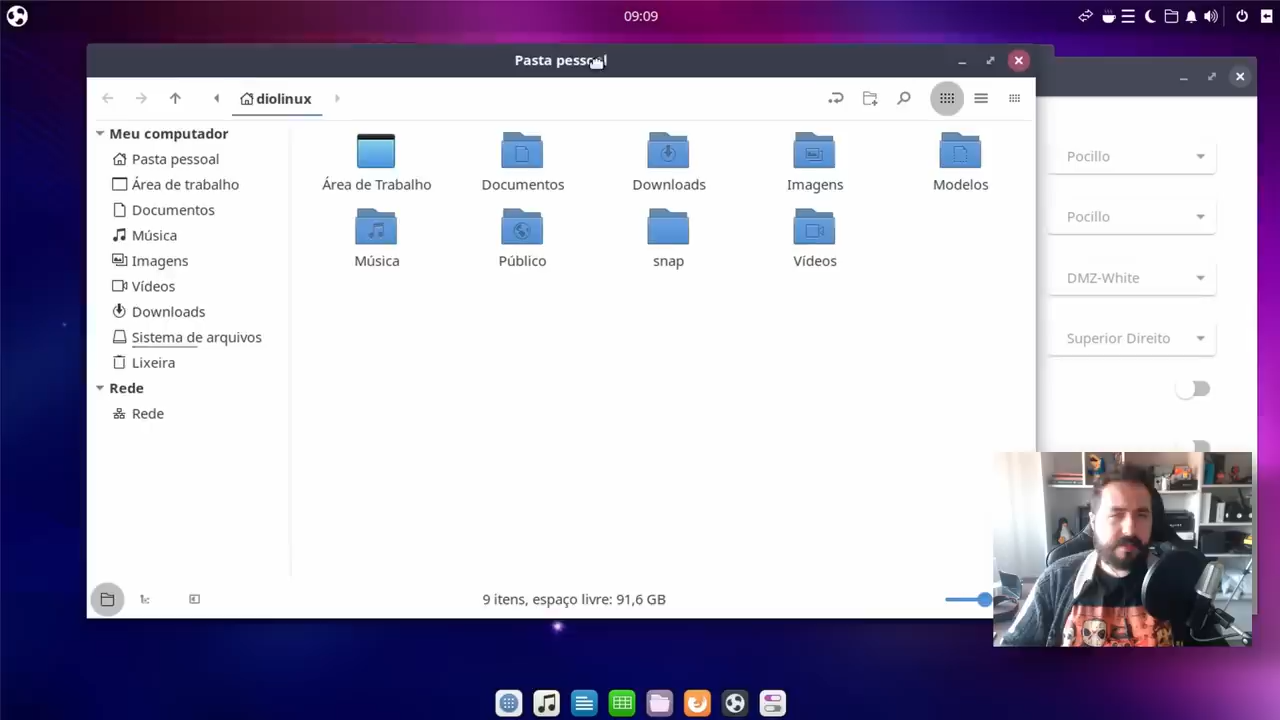 09:09
Pasta pessoal
diolinux
Meu computador
Pasta pessoal
Área de trabalho
Documentos
Música
Imagens
Vídeos
Downloads
Sistema de arquivos
Lixeira
Rede
Rede
Área de Trabalho
Documentos
Downloads
Imagens
Modelos
Música
Público
snap
Vídeos
9 itens, espaço livre: 91,6 GB
Pocillo
Pocillo
DMZ-White
Superior Direito